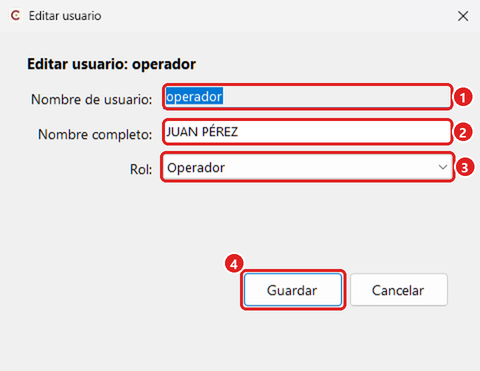 Editar usuario
Editar usuario: operador
Nombre de usuario: operador 1
Nombre completo: JUAN PÉREZ 2
Rol: Operador 3
4
Guardar Cancelar